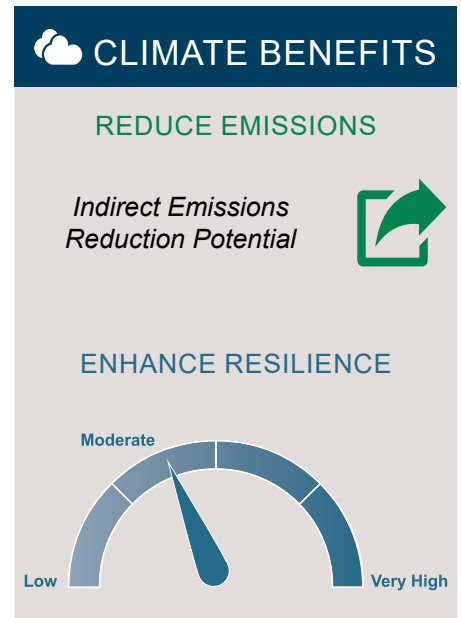 CLIMATE BENEFITS
REDUCE EMISSIONS
Indirect Emissions
Reduction Potential
ENHANCE RESILIENCE
Moderate
Low
Very High